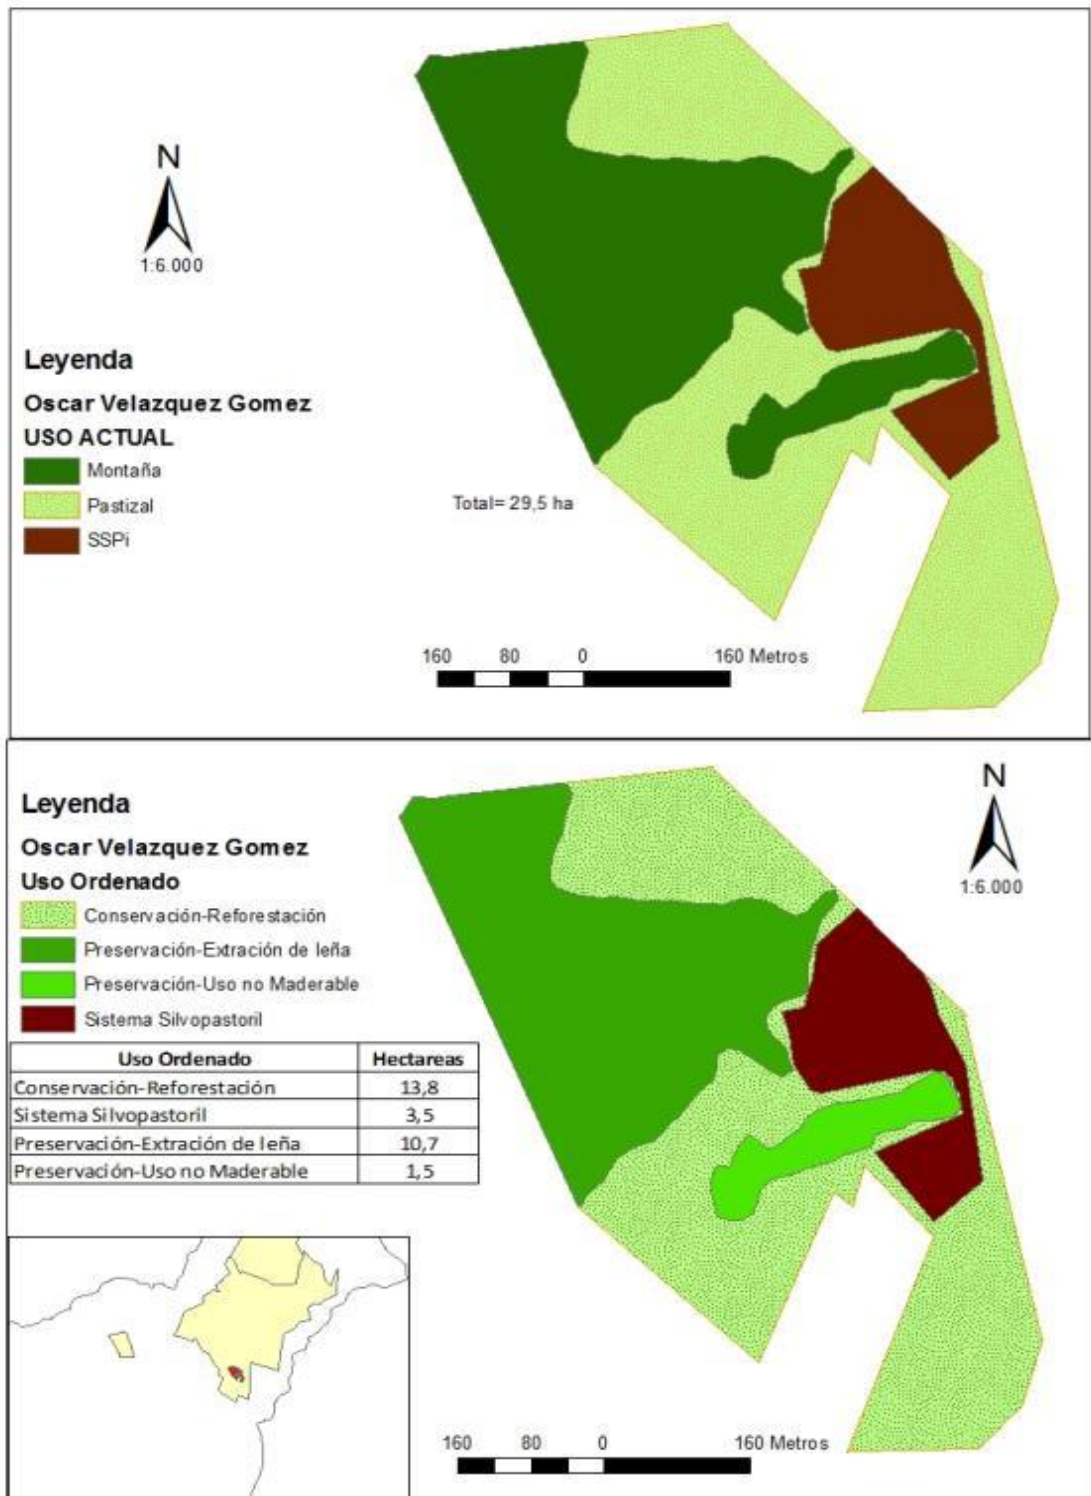 N
1:6.000
Leyenda
Oscar Velazquez Gomez
USO ACTUAL
Montaña
Pastizal
SSPi
Total= 29,5 ha
160 80 0 160 Metros
Leyenda
Oscar Velazquez Gomez
Uso Ordenado
Conservación-Reforestación
Preservación-Extración de leña
Preservación-Uso no Maderable
Sistema Silvopastoril
N
1:6.000
Uso Ordenado Hectareas
Conservación-Reforestación 13,8
Sistema Silvopastoril 3,5
Preservación-Extración de leña 10,7
Preservación-Uso no Maderable 1,5
160 80 0 160 Metros